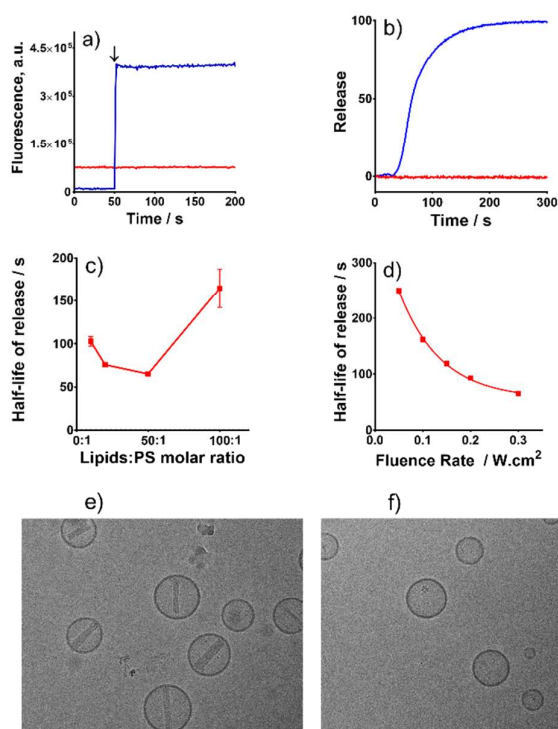 a)
Fluorescence, a.u.
4.5×10⁵
3×10⁵
1.5×10⁵
0
0 50 100 150 200
Time / s
b)
Release
100
50
0
0 100 200 300
Time / s
c)
Half-life of release / s
200
150
100
50
0
0:1 50:1 100:1
Lipids:PS molar ratio
d)
Half-life of release / s
300
200
100
0
0.0 0.1 0.2 0.3
Fluence Rate / W.cm²
e)
f)